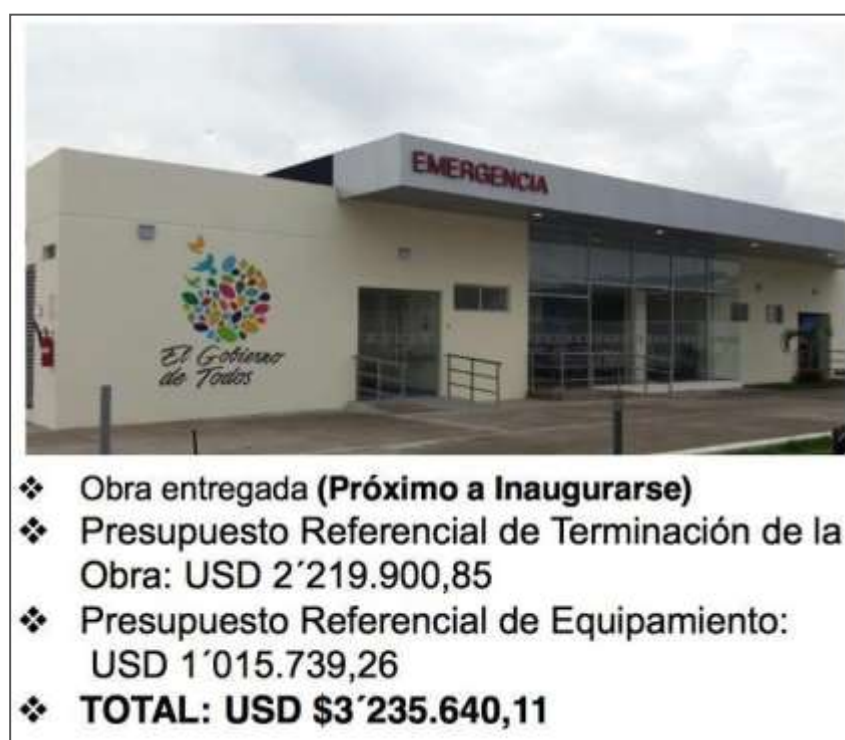 EMERGENCIA
El Gobierno
de Todos
❖ Obra entregada (Próximo a Inaugurarse)
❖ Presupuesto Referencial de Terminación de la
Obra: USD 2´219.900,85
❖ Presupuesto Referencial de Equipamiento:
USD 1´015.739,26
❖ TOTAL: USD $3´235.640,11